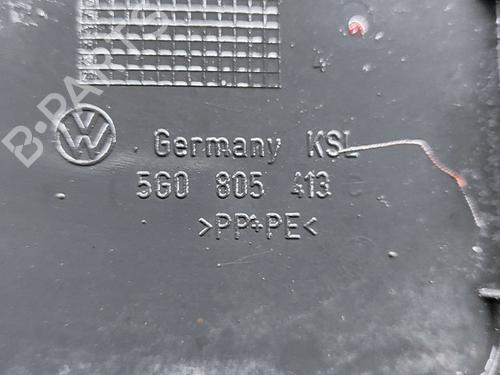 B-PARTS
Germany KSL
5G0 805 413
>PP+PE<